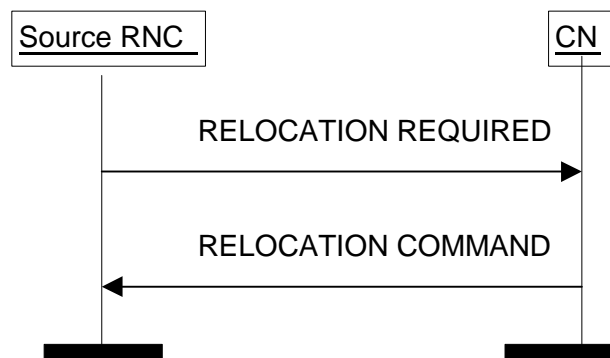 Source RNC
CN
RELOCATION REQUIRED
RELOCATION COMMAND